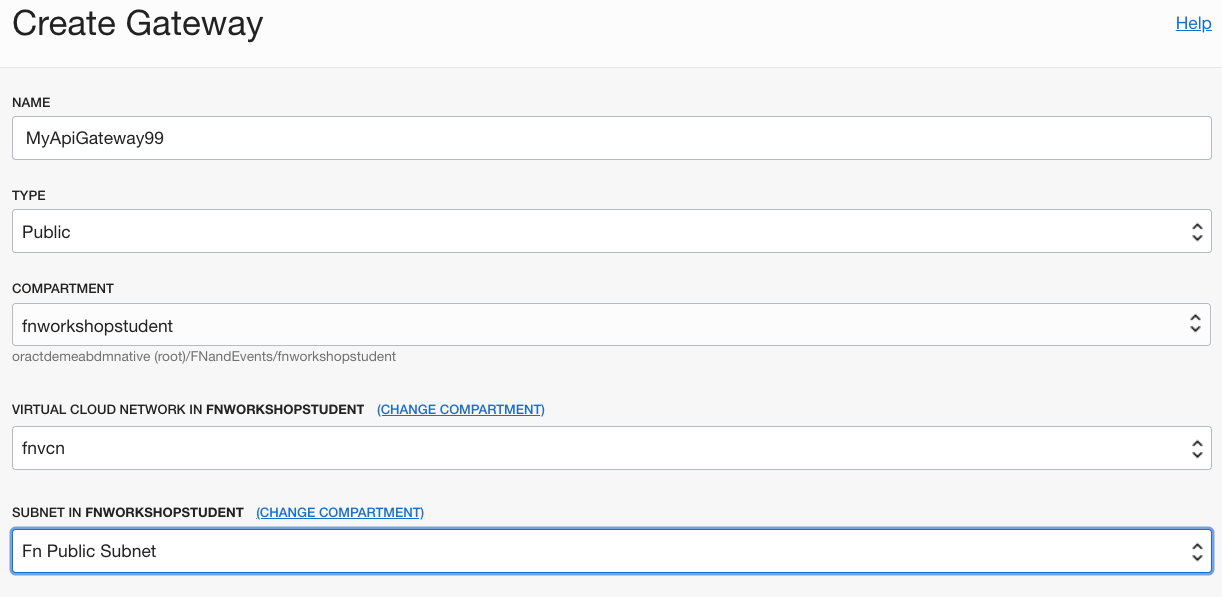 Create Gateway
Help
NAME
MyApiGateway99
TYPE
Public
COMPARTMENT
fnworkshopstudent
oractdemeabdmnative (root)/FNandEvents/fnworkshopstudent
VIRTUAL CLOUD NETWORK IN FNWORKSHOPSTUDENT (CHANGE COMPARTMENT)
fnvcn
SUBNET IN FNWORKSHOPSTUDENT (CHANGE COMPARTMENT)
Fn Public Subnet